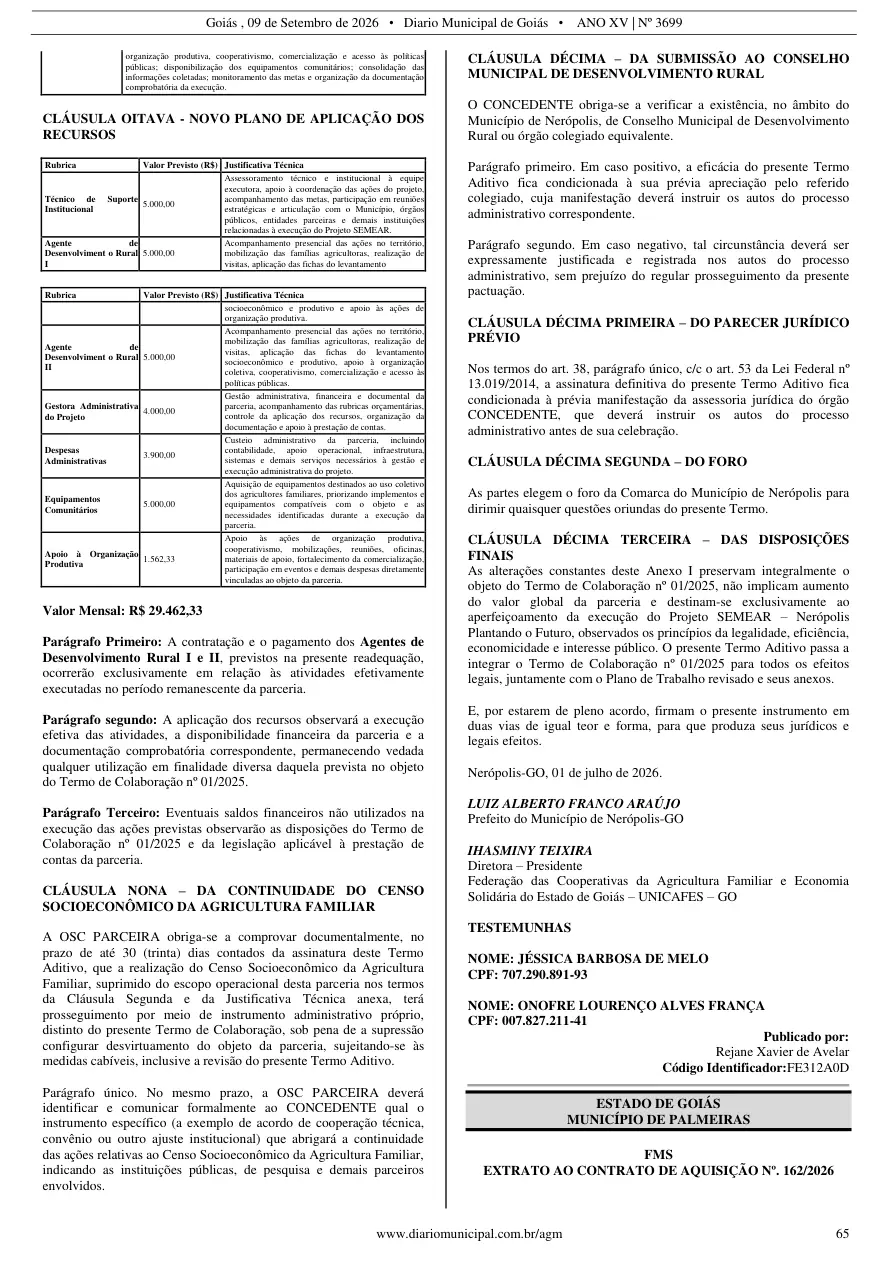 Goiás , 09 de Setembro de 2026 • Diario Municipal de Goiás • ANO XV | Nº 3699
organização produtiva, cooperativismo, comercialização e acesso às políticas
públicas; disponibilização dos equipamentos comunitários; consolidação das
informações coletadas; monitoramento das metas e organização da documentação
comprobatória da execução.
CLÁUSULA OITAVA - NOVO PLANO DE APLICAÇÃO DOS
RECURSOS
Rubrica Valor Previsto (R$) Justificativa Técnica
Técnico de Suporte
Institucional
5.000,00
Assessoramento técnico e institucional à equipe
executora, apoio à coordenação das ações do projeto,
acompanhamento das metas, participação em reuniões
estratégicas e articulação com o Município, órgãos
públicos, entidades parceiras e demais instituições
relacionadas à execução do Projeto SEMEAR.
Agente de
Desenvolviment o Rural
I
5.000,00
Acompanhamento presencial das ações no território,
mobilização das famílias agricultoras, realização de
visitas, aplicação das fichas do levantamento
Rubrica Valor Previsto (R$) Justificativa Técnica
socioeconômico e produtivo e apoio às ações de
organização produtiva.
Agente de
Desenvolviment o Rural
II
5.000,00
Acompanhamento presencial das ações no território,
mobilização das famílias agricultoras, realização de
visitas, aplicação das fichas do levantamento
socioeconômico e produtivo, apoio à organização
coletiva, cooperativismo, comercialização e acesso às
políticas públicas.
Gestora Administrativa
do Projeto
4.000,00
Gestão administrativa, financeira e documental da
parceria, acompanhamento das rubricas orçamentárias,
controle da aplicação dos recursos, organização da
documentação e apoio à prestação de contas.
Despesas
Administrativas
3.900,00
Custeio administrativo da parceria, incluindo
contabilidade, apoio operacional, infraestrutura,
sistemas e demais serviços necessários à gestão e
execução administrativa do projeto.
Equipamentos
Comunitários
5.000,00
Aquisição de equipamentos destinados ao uso coletivo
dos agricultores familiares, priorizando implementos e
equipamentos compatíveis com o objeto e as
necessidades identificadas durante a execução da
parceria.
Apoio à Organização
Produtiva
1.562,33
Apoio às ações de organização produtiva,
cooperativismo, mobilizações, reuniões, oficinas,
materiais de apoio, fortalecimento da comercialização,
participação em eventos e demais despesas diretamente
vinculadas ao objeto da parceria.
Valor Mensal: R$ 29.462,33
Parágrafo Primeiro: A contratação e o pagamento dos Agentes de
Desenvolvimento Rural I e II, previstos na presente readequação,
ocorrerão exclusivamente em relação às atividades efetivamente
executadas no período remanescente da parceria.
Parágrafo segundo: A aplicação dos recursos observará a execução
efetiva das atividades, a disponibilidade financeira da parceria e a
documentação comprobatória correspondente, permanecendo vedada
qualquer utilização em finalidade diversa daquela prevista no objeto
do Termo de Colaboração nº 01/2025.
Parágrafo Terceiro: Eventuais saldos financeiros não utilizados na
execução das ações previstas observarão as disposições do Termo de
Colaboração nº 01/2025 e da legislação aplicável à prestação de
contas da parceria.
CLÁUSULA NONA – DA CONTINUIDADE DO CENSO
SOCIOECONÔMICO DA AGRICULTURA FAMILIAR
A OSC PARCEIRA obriga-se a comprovar documentalmente, no
prazo de até 30 (trinta) dias contados da assinatura deste Termo
Aditivo, que a realização do Censo Socioeconômico da Agricultura
Familiar, suprimido do escopo operacional desta parceria nos termos
da Cláusula Segunda e da Justificativa Técnica anexa, terá
prosseguimento por meio de instrumento administrativo próprio,
distinto do presente Termo de Colaboração, sob pena de a supressão
configurar desvirtuamento do objeto da parceria, sujeitando-se às
medidas cabíveis, inclusive a revisão do presente Termo Aditivo.
Parágrafo único. No mesmo prazo, a OSC PARCEIRA deverá
identificar e comunicar formalmente ao CONCEDENTE qual o
instrumento específico (a exemplo de acordo de cooperação técnica,
convênio ou outro ajuste institucional) que abrigará a continuidade
das ações relativas ao Censo Socioeconômico da Agricultura Familiar,
indicando as instituições públicas, de pesquisa e demais parceiros
envolvidos.
CLÁUSULA DÉCIMA – DA SUBMISSÃO AO CONSELHO
MUNICIPAL DE DESENVOLVIMENTO RURAL
O CONCEDENTE obriga-se a verificar a existência, no âmbito do
Município de Nerópolis, de Conselho Municipal de Desenvolvimento
Rural ou órgão colegiado equivalente.
Parágrafo primeiro. Em caso positivo, a eficácia do presente Termo
Aditivo fica condicionada à sua prévia apreciação pelo referido
colegiado, cuja manifestação deverá instruir os autos do processo
administrativo correspondente.
Parágrafo segundo. Em caso negativo, tal circunstância deverá ser
expressamente justificada e registrada nos autos do processo
administrativo, sem prejuízo do regular prosseguimento da presente
pactuação.
CLÁUSULA DÉCIMA PRIMEIRA – DO PARECER JURÍDICO
PRÉVIO
Nos termos do art. 38, parágrafo único, c/c o art. 53 da Lei Federal nº
13.019/2014, a assinatura definitiva do presente Termo Aditivo fica
condicionada à prévia manifestação da assessoria jurídica do órgão
CONCEDENTE, que deverá instruir os autos do processo
administrativo antes de sua celebração.
CLÁUSULA DÉCIMA SEGUNDA – DO FORO
As partes elegem o foro da Comarca do Município de Nerópolis para
dirimir quaisquer questões oriundas do presente Termo.
CLÁUSULA DÉCIMA TERCEIRA – DAS DISPOSIÇÕES
FINAIS
As alterações constantes deste Anexo I preservam integralmente o
objeto do Termo de Colaboração nº 01/2025, não implicam aumento
do valor global da parceria e destinam-se exclusivamente ao
aperfeiçoamento da execução do Projeto SEMEAR – Nerópolis
Plantando o Futuro, observados os princípios da legalidade, eficiência,
economicidade e interesse público. O presente Termo Aditivo passa a
integrar o Termo de Colaboração nº 01/2025 para todos os efeitos
legais, juntamente com o Plano de Trabalho revisado e seus anexos.
E, por estarem de pleno acordo, firmam o presente instrumento em
duas vias de igual teor e forma, para que produza seus jurídicos e
legais efeitos.
Nerópolis-GO, 01 de julho de 2026.
LUIZ ALBERTO FRANCO ARAÚJO
Prefeito do Município de Nerópolis-GO
IHASMINY TEIXIRA
Diretora – Presidente
Federação das Cooperativas da Agricultura Familiar e Economia
Solidária do Estado de Goiás – UNICAFES – GO
TESTEMUNHAS
NOME: JÉSSICA BARBOSA DE MELO
CPF: 707.290.891-93
NOME: ONOFRE LOURENÇO ALVES FRANÇA
CPF: 007.827.211-41
Publicado por:
Rejane Xavier de Avelar
Código Identificador:FE312A0D
ESTADO DE GOIÁS
MUNICÍPIO DE PALMEIRAS
FMS
EXTRATO AO CONTRATO DE AQUISIÇÃO Nº. 162/2026
www.diariomunicipal.com.br/agm 65